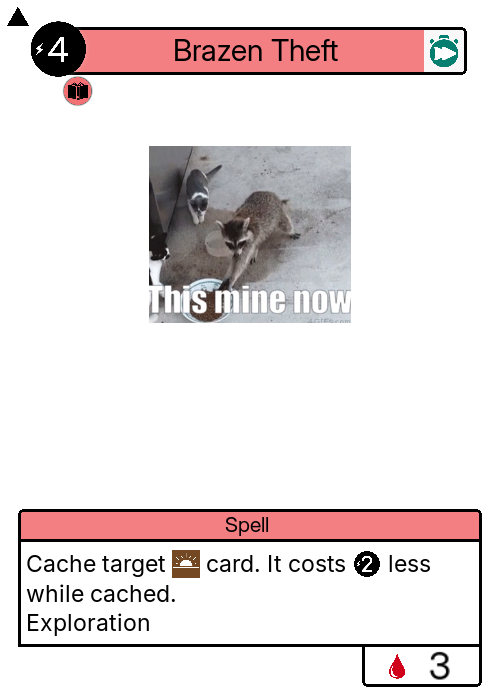 4
Brazen Theft
This mine now
Spell
Cache target card. It costs 2 less
while cached.
Exploration
3